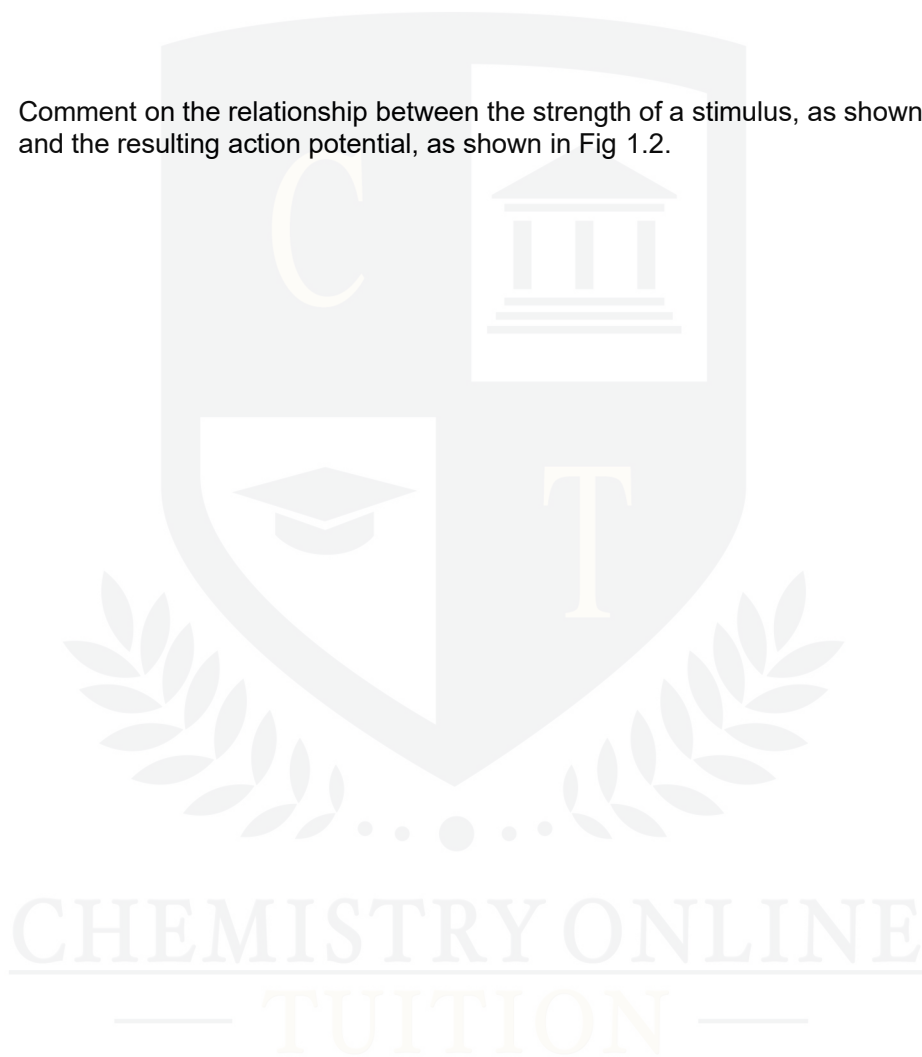 Comment on the relationship between the strength of a stimulus, as shown
and the resulting action potential, as shown in Fig 1.2.
C
T
CHEMISTRY ONLINE
TUITION